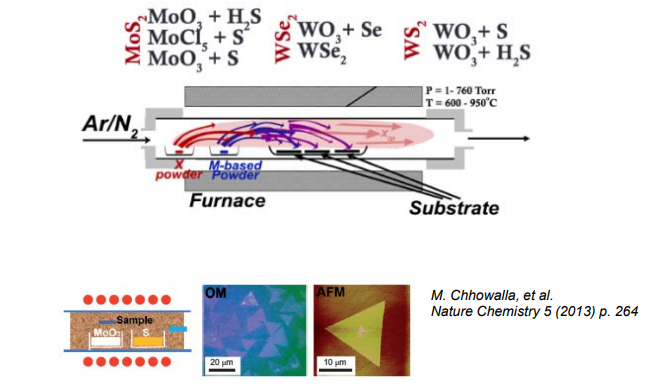 MoS2
MoO3 + H2S
MoCl5 + S
MoO3 + S
WSe2
WO3 + Se
WSe2
WS2
WO3 + S
WO3 + H2S
P = 1- 760 Torr
T = 600 - 950°C
Ar/N2
X
powder
M-based
Powder
Furnace
Substrate
Sample
MoO3
S
OM
20 µm
AFM
10 µm
M. Chhowalla, et al.
Nature Chemistry 5 (2013) p. 264